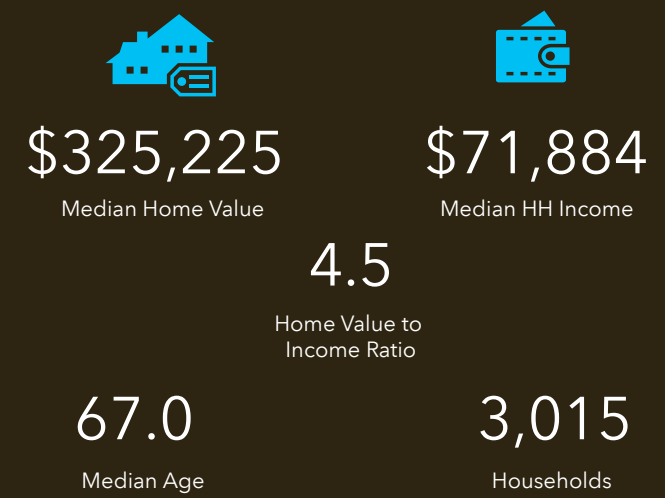 $325,225
Median Home Value
$71,884
Median HH Income
4.5
Home Value to
Income Ratio
67.0
Median Age
3,015
Households